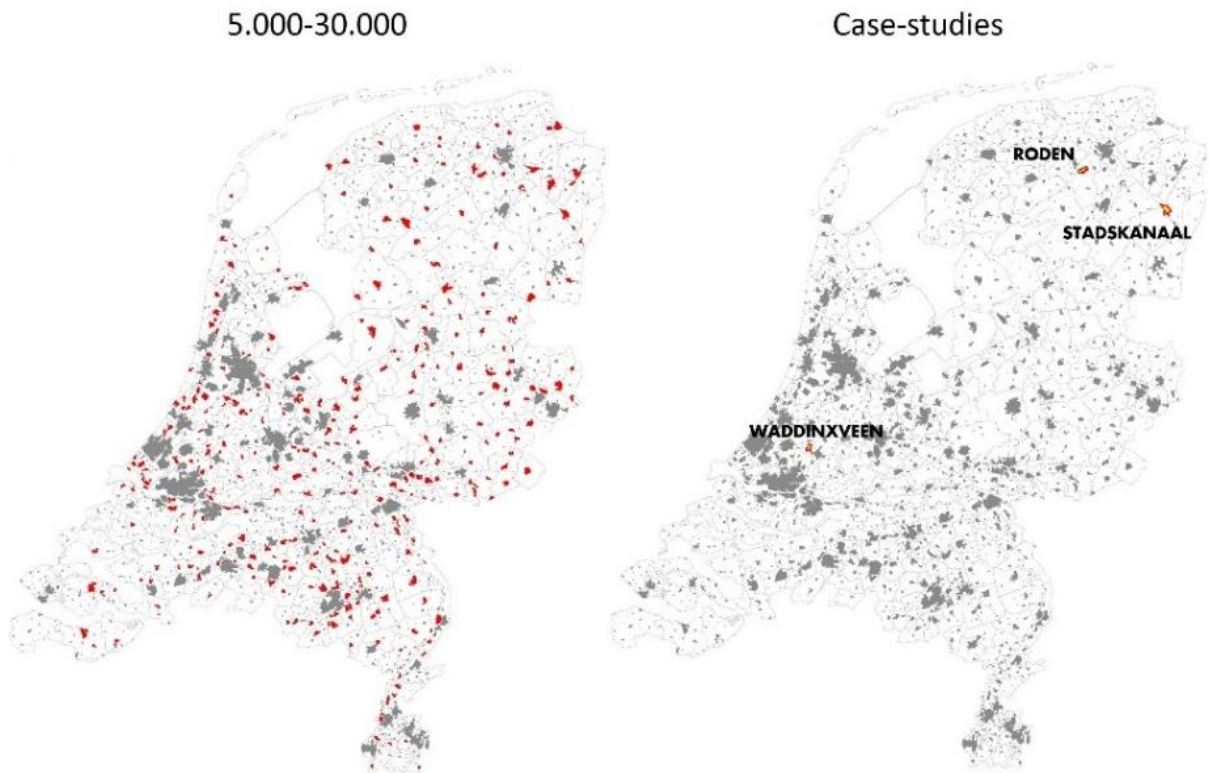 5.000-30.000
Case-studies
RODEN
STADSKANAAL
WADDINXVEEN